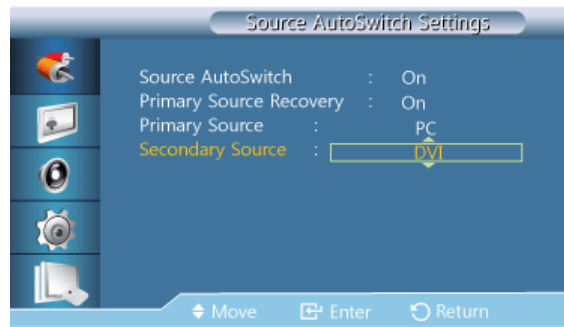 Source AutoSwitch Settings
Source AutoSwitch : On
Primary Source Recovery : On
Primary Source : PC
Secondary Source : DVI
Move Enter Return